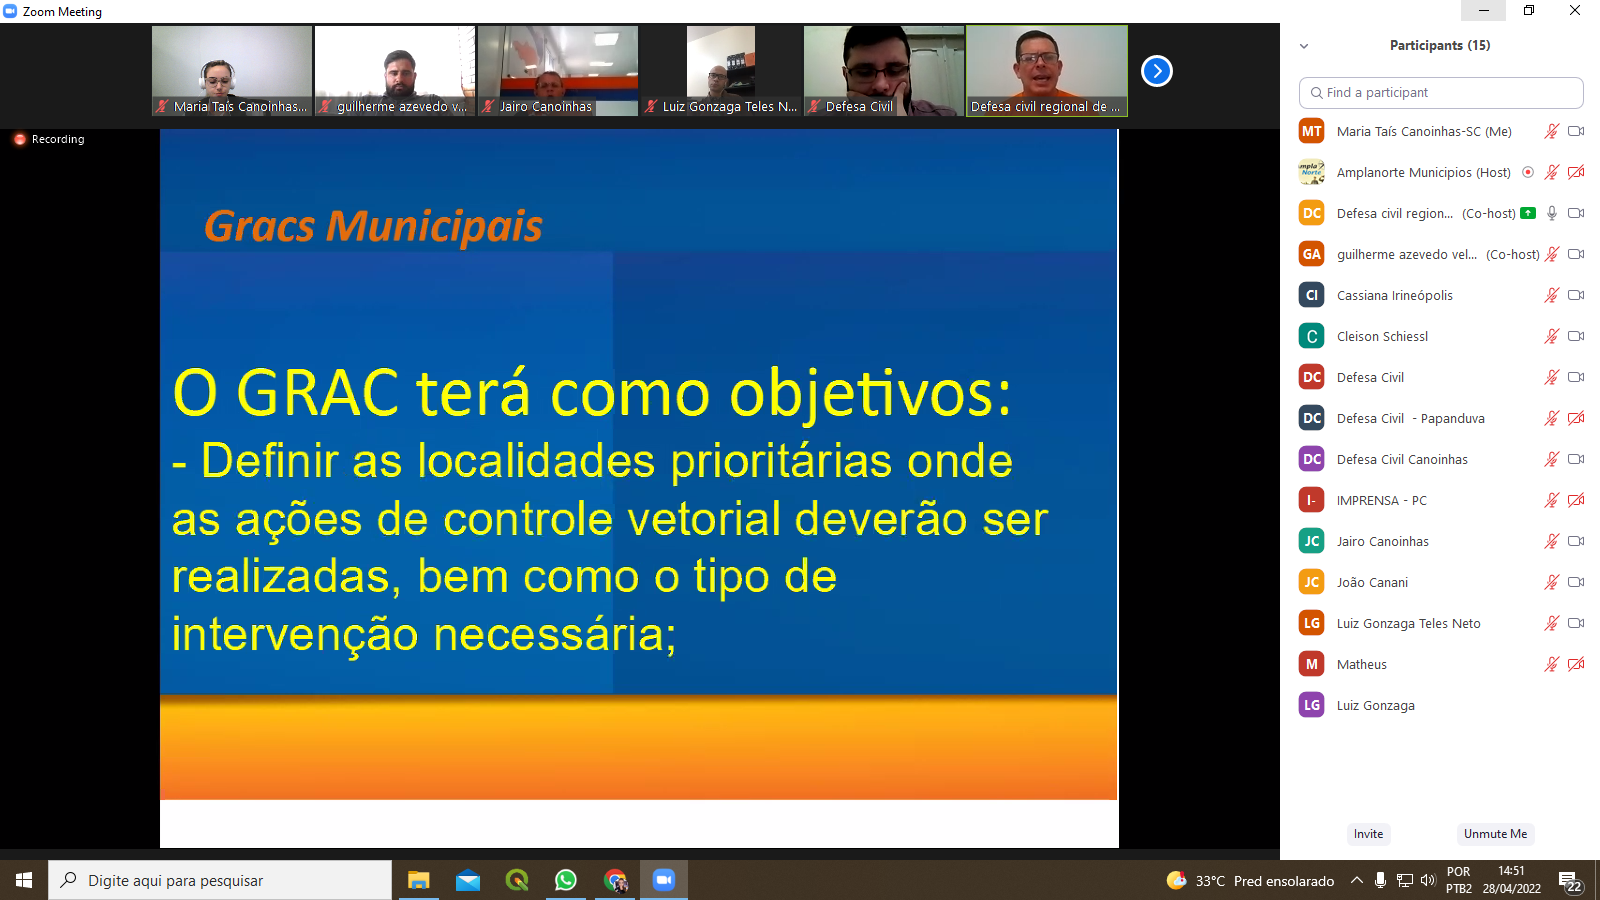 Zoom Meeting
Maria Taís Canoinhas...
guilherme azevedo v...
Jairo Canoinhas
Luiz Gonzaga Teles N...
Defesa Civil
Defesa civil regional de ...
Recording
Gracs Municipais
O GRAC terá como objetivos:
- Definir as localidades prioritárias onde
as ações de controle vetorial deverão ser
realizadas, bem como o tipo de
intervenção necessária;
Participants (15)
Find a participant
MT Maria Taís Canoinhas-SC (Me)
Amplanorte Municipios (Host)
DC Defesa civil region... (Co-host)
GA guilherme azevedo vel... (Co-host)
CI Cassiana Irineópolis
C Cleison Schiessl
DC Defesa Civil
DC Defesa Civil - Papanduva
DC Defesa Civil Canoinhas
I- IMPRENSA - PC
JC Jairo Canoinhas
JC João Canani
LG Luiz Gonzaga Teles Neto
M Matheus
LG Luiz Gonzaga
Invite
Unmute Me
Digite aqui para pesquisar
33°C Pred ensolarado
POR
PTB2
14:51
28/04/2022
22